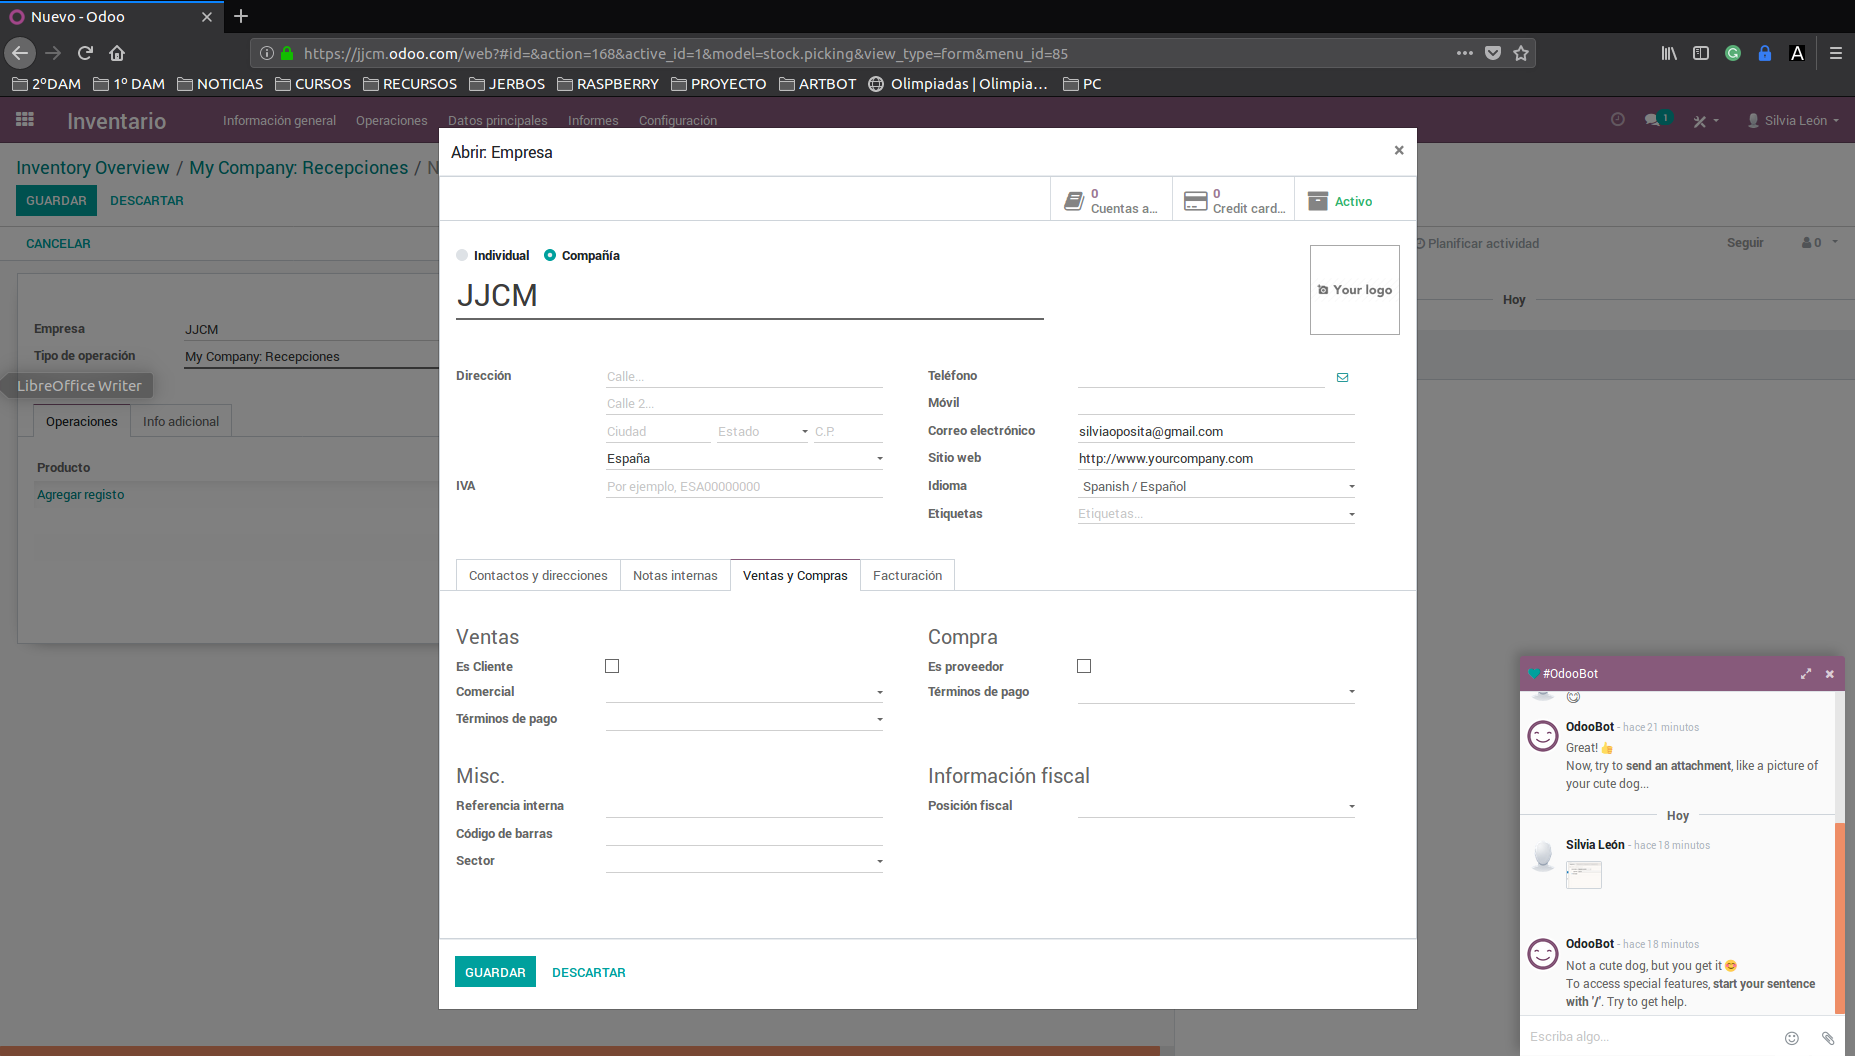 Nuevo - Odoo
https://jjcm.odoo.com/web?#id=&action=168&active_id=1&model=stock.picking&view_type=form&menu_id=85
2ºDAM 1º DAM NOTICIAS CURSOS RECURSOS JERBOS RASPBERRY PROYECTO ARTBOT Olimpiadas | Olimpia... PC
Inventario Información general Operaciones Datos principales Informes Configuración 1 Silvia León
Inventory Overview / My Company: Recepciones / N
GUARDAR DESCARTAR
CANCELAR
Planificar actividad Seguir 0
Hoy
Empresa JJCM
Tipo de operación My Company: Recepciones
LibreOffice Writer
Operaciones Info adicional
Producto
Agregar registo
Abrir: Empresa
0 Cuentas a...
0 Credit card...
Activo
Individual Compañía
JJCM
Your logo
Dirección Calle...
Calle 2...
Ciudad Estado C.P.
España
IVA Por ejemplo, ESA00000000
Teléfono
Móvil
Correo electrónico silviaoposita@gmail.com
Sitio web http://www.yourcompany.com
Idioma Spanish / Español
Etiquetas Etiquetas...
Contactos y direcciones Notas internas Ventas y Compras Facturación
Ventas
Es Cliente
Comercial
Términos de pago
Compra
Es proveedor
Términos de pago
Misc.
Referencia interna
Código de barras
Sector
Información fiscal
Posición fiscal
GUARDAR DESCARTAR
#OdooBot
OdooBot - hace 21 minutos
Great! 👍
Now, try to send an attachment, like a picture of
your cute dog...
Hoy
Silvia León - hace 18 minutos
OdooBot - hace 18 minutos
Not a cute dog, but you get it 😊
To access special features, start your sentence
with '/'. Try to get help.
Escriba algo...